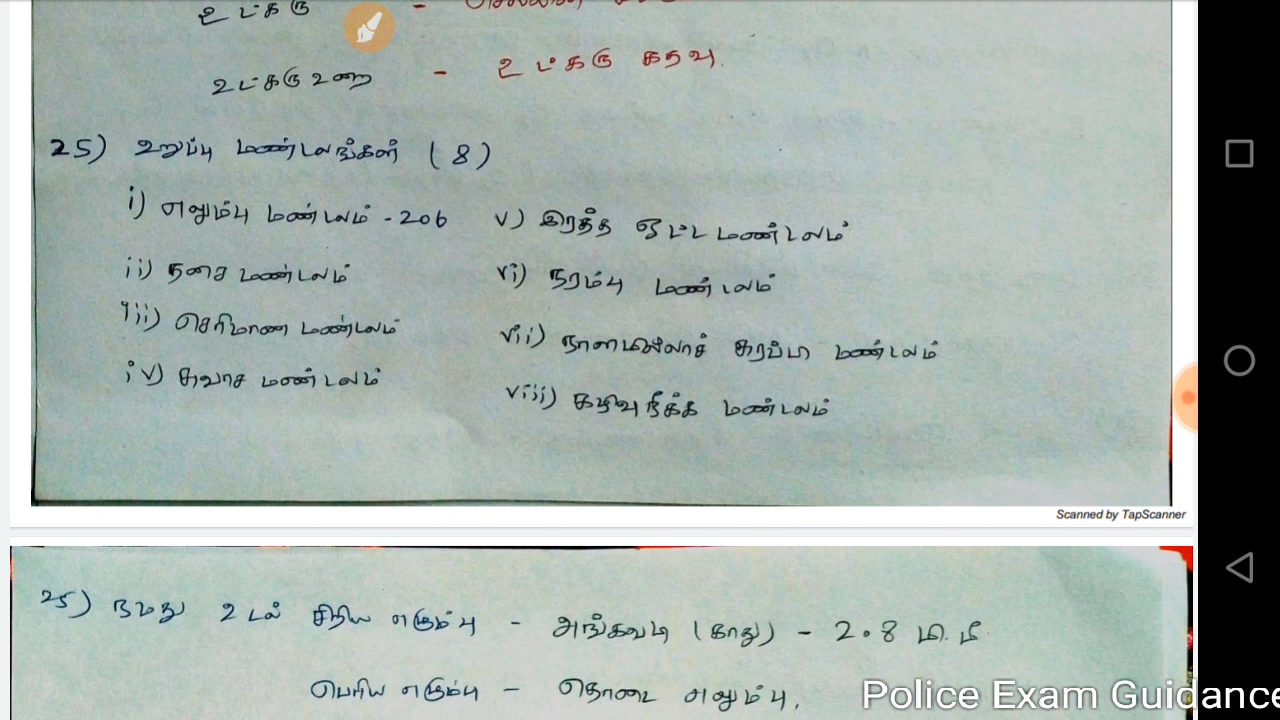 உட்கரு -
உட்கரு உறை - உட்கரு கதவு.
25) உறுப்பு மண்டலங்கள் (8)
i) எலும்பு மண்டலம் - 206
ii) தசை மண்டலம்
iii) செரிமான மண்டலம்
iv) சுவாச மண்டலம்
v) இரத்த ஓட்ட மண்டலம்
vi) நரம்பு மண்டலம்
vii) நாளமில்லாச் சுரப்பி மண்டலம்
viii) கழிவு நீக்க மண்டலம்
Scanned by TapScanner
25) நமது உடல் சிறிய எலும்பு - அங்கவடி (காது) - 2.8 மி.மீ
பெரிய எலும்பு - தொடை எலும்பு.
Police Exam Guidance